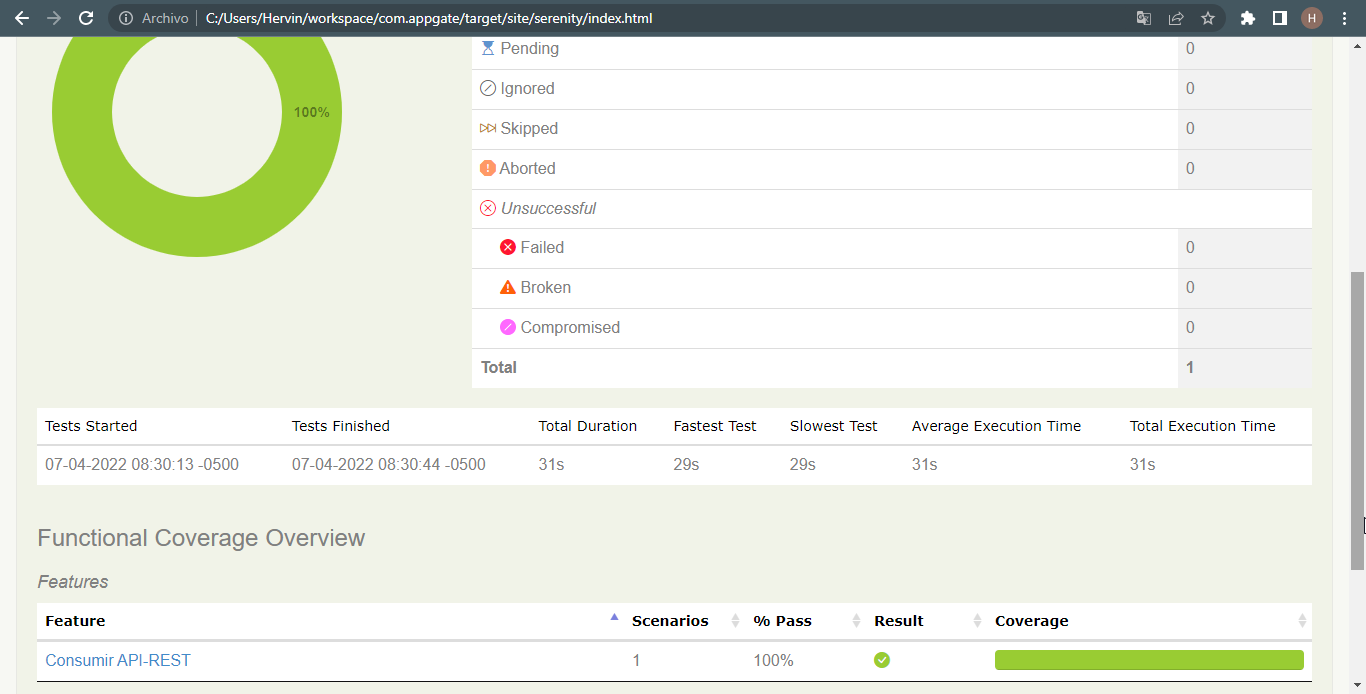 Archivo C:/Users/Hervin/workspace/com.appgate/target/site/serenity/index.html H
Pending 0
Ignored 0
100%
Skipped 0
Aborted 0
Unsuccessful
Failed 0
Broken 0
Compromised 0
Total 1
Tests Started Tests Finished Total Duration Fastest Test Slowest Test Average Execution Time Total Execution Time
07-04-2022 08:30:13 -0500 07-04-2022 08:30:44 -0500 31s 29s 29s 31s 31s
Functional Coverage Overview
Features
Feature Scenarios % Pass Result Coverage
Consumir API-REST 1 100%